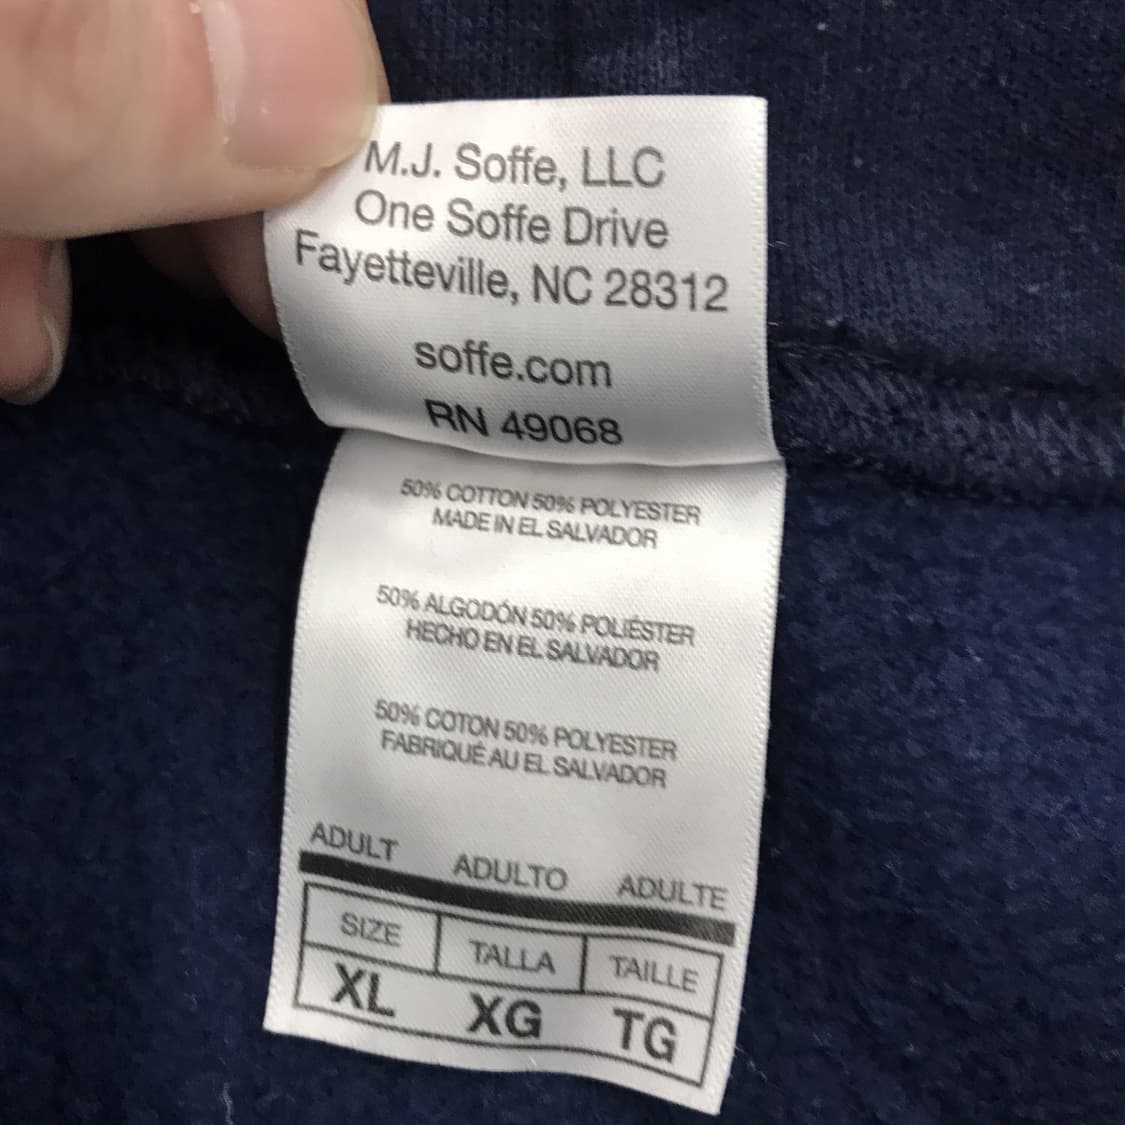 M.J. Soffe, LLC
One Soffe Drive
Fayetteville, NC 28312
soffe.com
RN 49068
50% COTTON 50% POLYESTER
MADE IN EL SALVADOR
50% ALGODÓN 50% POLIÉSTER
HECHO EN EL SALVADOR
50% COTON 50% POLYESTER
FABRIQUÉ AU EL SALVADOR
ADULT ADULTO ADULTE
SIZE TALLA TAILLE
XL XG TG